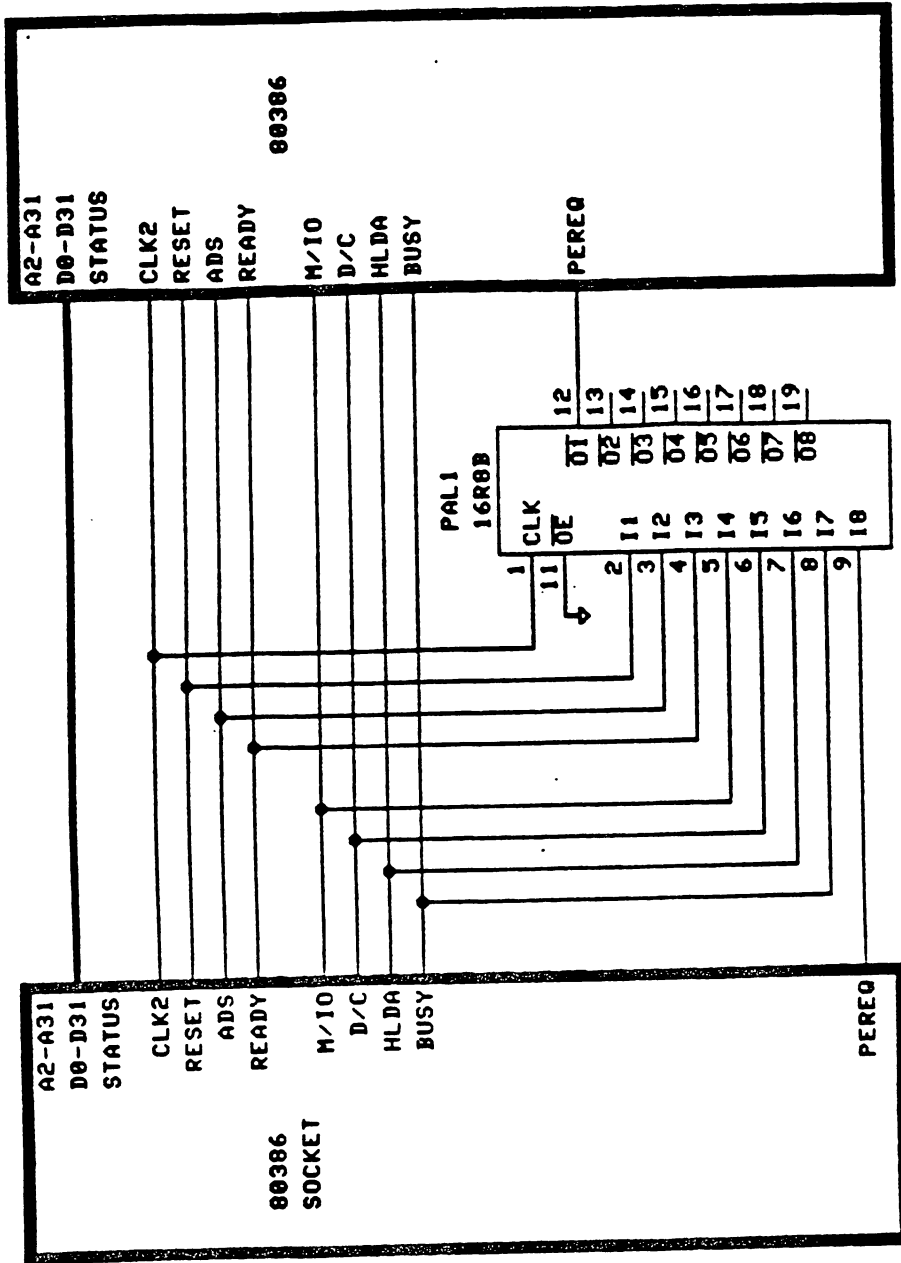 80386
SOCKET
A2-A31
D0-D31
STATUS
CLK2
RESET
ADS
READY
M/IO
D/C
HLDA
BUSY
PEREQ
PAL1
16R8B
1 CLK
11 OE
2 I1
3 I2
4 I3
5 I4
6 I5
7 I6
8 I7
9 I8
O1 12
O2 13
O3 14
O4 15
O5 16
O6 17
O7 18
O8 19
A2-A31
D0-D31
STATUS
CLK2
RESET
ADS
READY
M/IO
D/C
HLDA
BUSY
PEREQ
80386